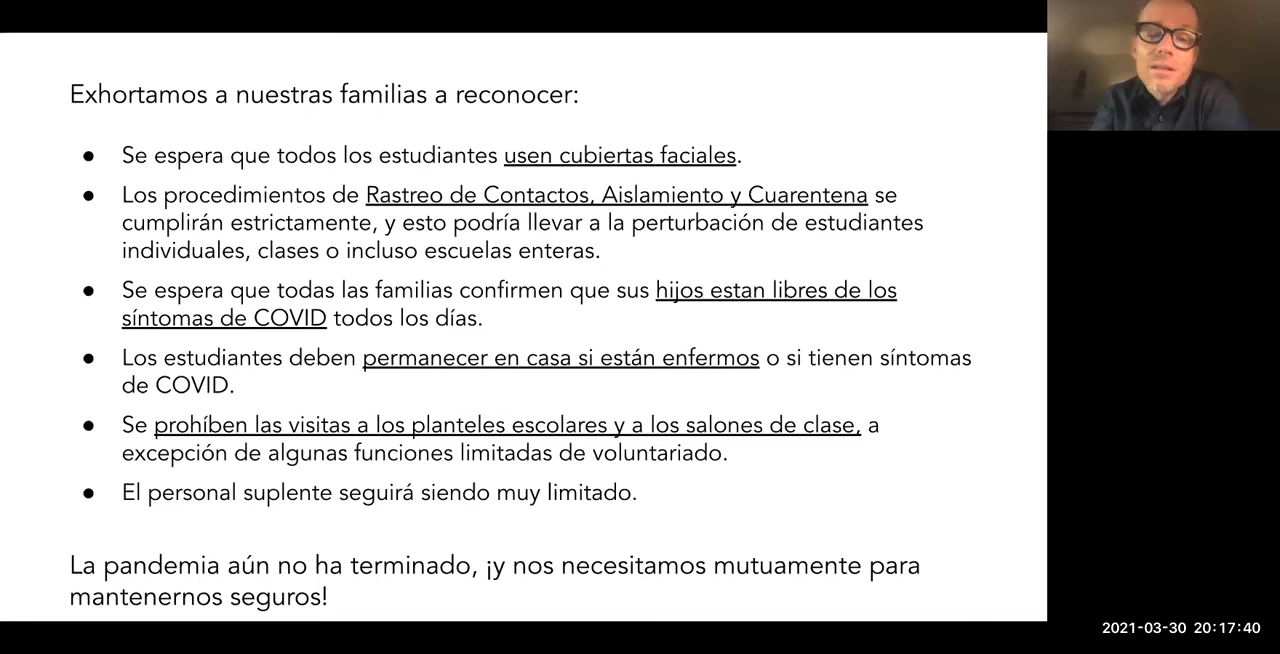 Exhortamos a nuestras familias a reconocer:
● Se espera que todos los estudiantes usen cubiertas faciales.
● Los procedimientos de Rastreo de Contactos, Aislamiento y Cuarentena se
cumplirán estrictamente, y esto podría llevar a la perturbación de estudiantes
individuales, clases o incluso escuelas enteras.
● Se espera que todas las familias confirmen que sus hijos estan libres de los
síntomas de COVID todos los días.
● Los estudiantes deben permanecer en casa si están enfermos o si tienen síntomas
de COVID.
● Se prohíben las visitas a los planteles escolares y a los salones de clase, a
excepción de algunas funciones limitadas de voluntariado.
● El personal suplente seguirá siendo muy limitado.
La pandemia aún no ha terminado, ¡y nos necesitamos mutuamente para
mantenernos seguros!
2021-03-30 20:17:40